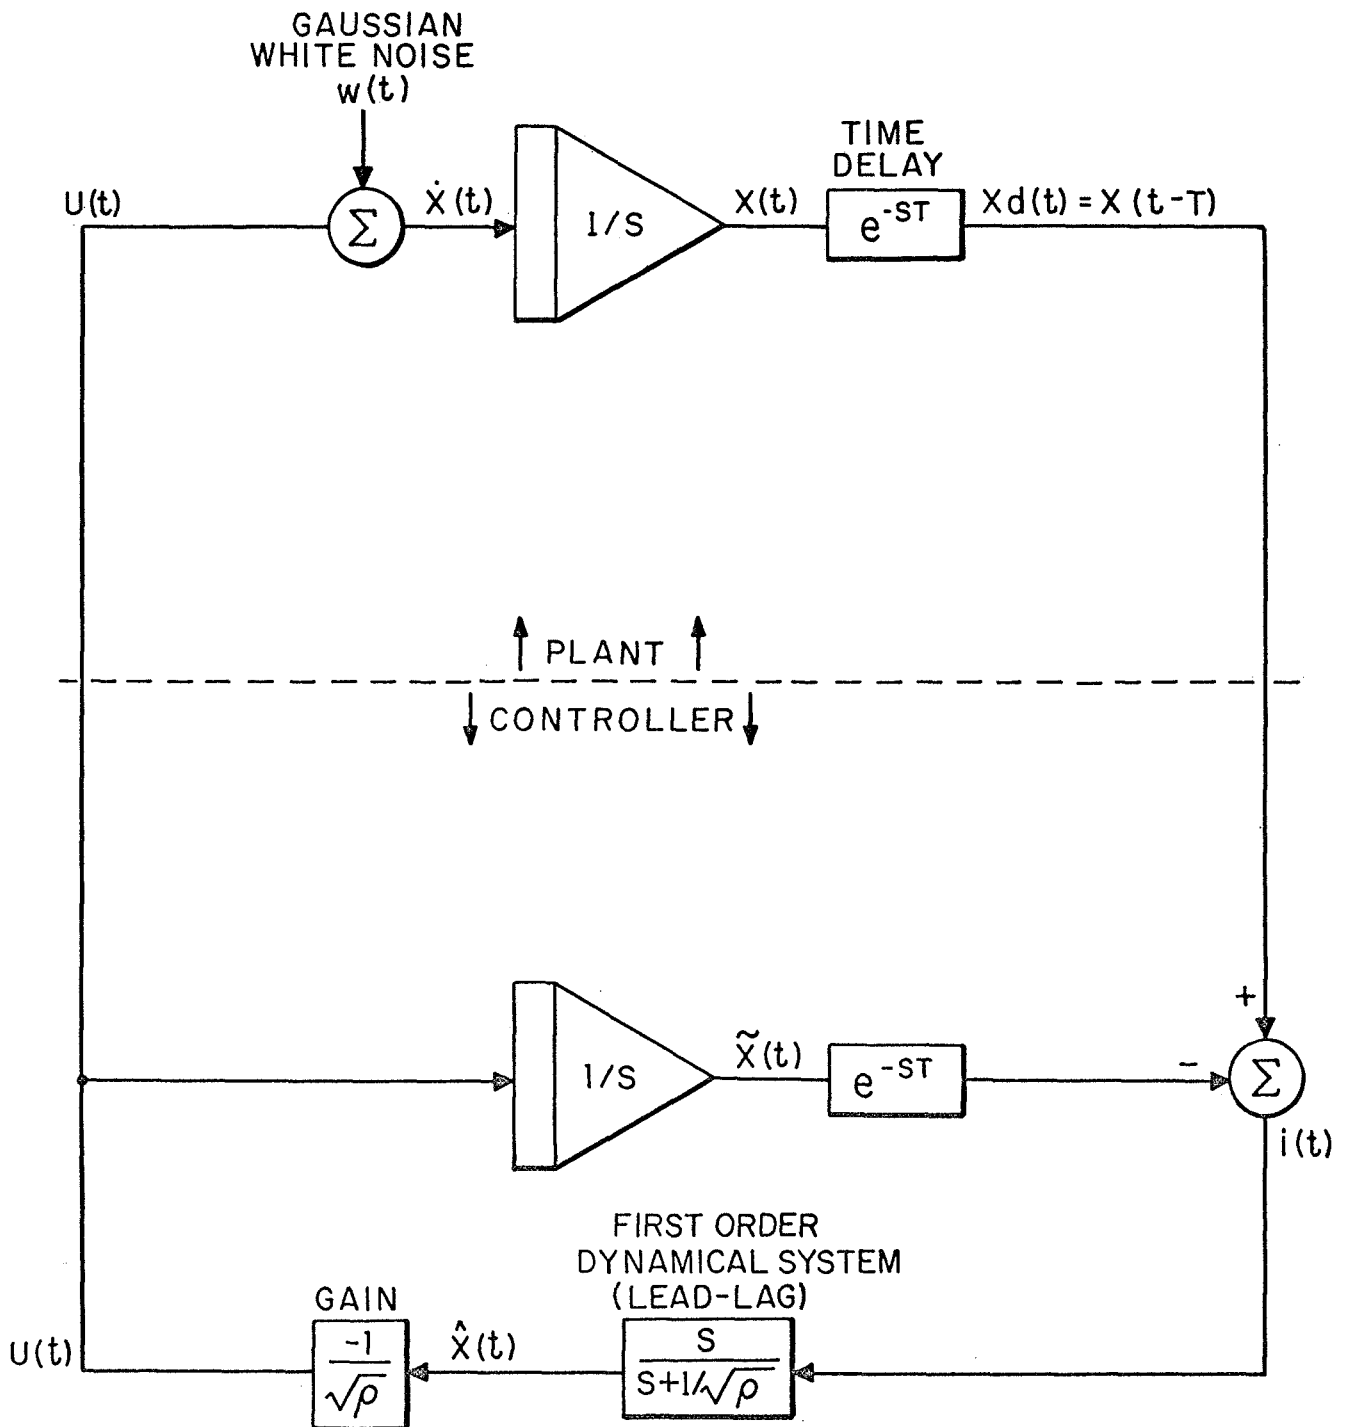 GAUSSIAN
WHITE NOISE
w(t)
U(t)
Σ
Ẋ(t)
1/S
X(t)
TIME
DELAY
e^-ST
Xd(t) = X(t-T)
PLANT
CONTROLLER
1/S
X̃(t)
e^-ST
+
-
Σ
i(t)
FIRST ORDER
DYNAMICAL SYSTEM
(LEAD-LAG)
S
S+1/√ρ
GAIN
-1
√ρ
X̂(t)
U(t)